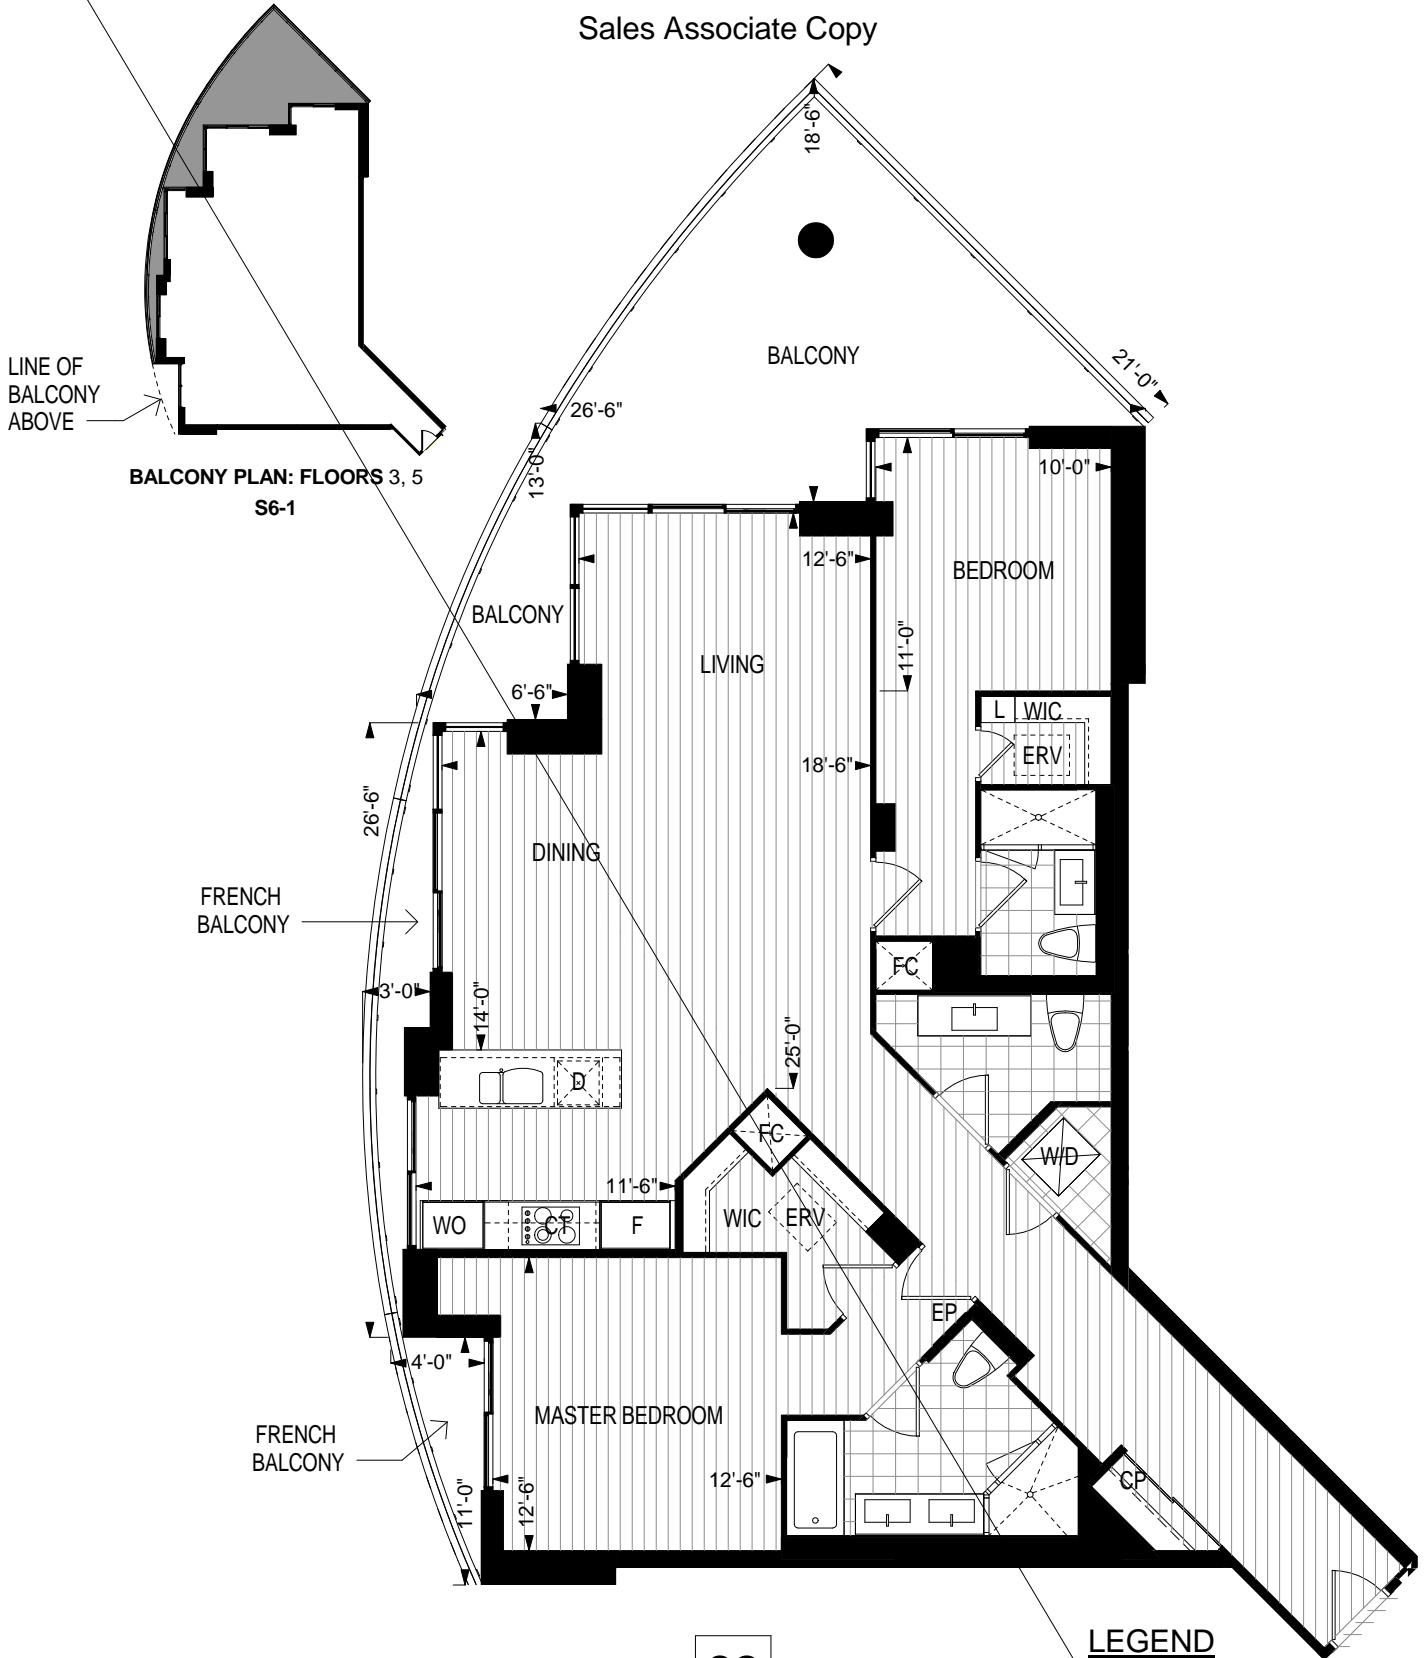 Sales Associate Copy
18'-6"
BALCONY
21'-0"
LINE OF
BALCONY
ABOVE
BALCONY PLAN: FLOORS 3, 5
S6-1
26'-6"
13'-0"
10'-0"
12'-6"
BEDROOM
BALCONY
LIVING
11'-0"
6'-6"
L
WIC
ERV
18'-6"
26'-6"
DINING
FRENCH
BALCONY
FC
3'-0"
14'-0"
25'-0"
D
FC
W/D
11'-6"
WO
CT
F
WIC
ERV
EP
4'-0"
MASTER BEDROOM
FRENCH
BALCONY
12'-6"
11'-0"
12'-6"
CP
LEGEND